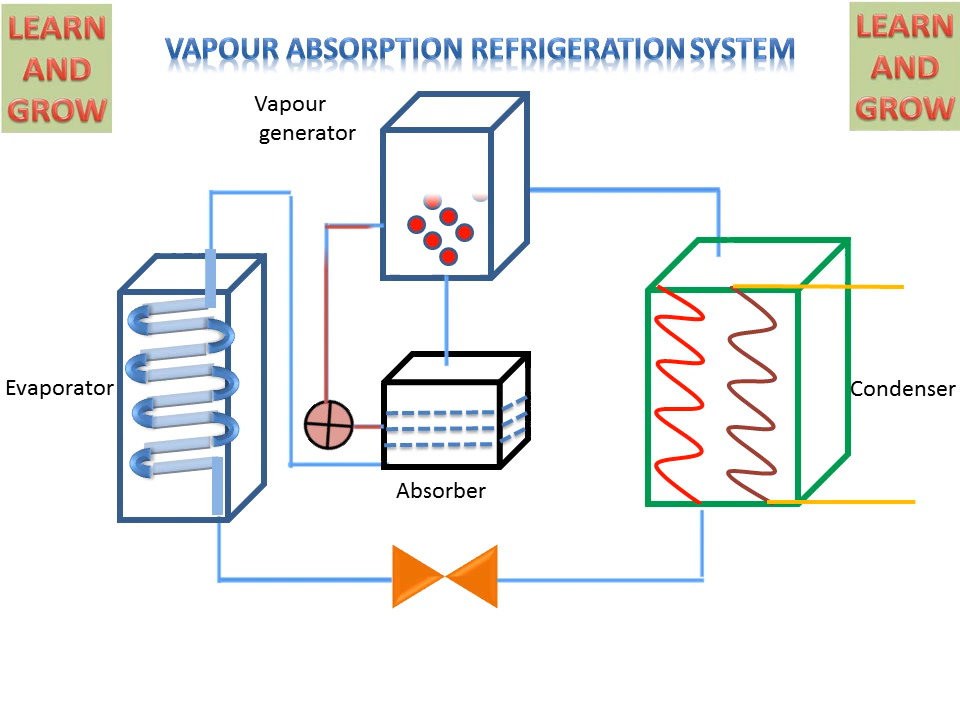 LEARN
AND
GROW
VAPOUR ABSORPTION REFRIGERATION SYSTEM
LEARN
AND
GROW
Vapour
generator
Evaporator
Condenser
Absorber